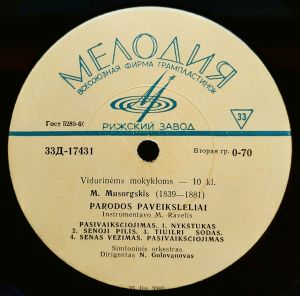 МЕЛОДИЯ
ВСЕСОЮЗНАЯ ФИРМА ГРАМПЛАСТИНОК
33
Гост 5289-6
РИЖСКИЙ ЗАВОД
33Д-17431
Вторая гр. 0-70
Vidurinėms mokykloms — 10 kl.
M. Musorgskis (1839—1881)
PARODOS PAVEIKSLĖLIAI
Instrumentavo M. Ravelis
PASIVAIKŠČIOJIMAS. 1. NYKŠTUKAS
2. SENOJI PILIS. 3. TIUILRI SODAS.
4. SENAS VEŽIMAS. PASIVAIKŠČIOJIMAS
Simfoninis orkestras
Dirigentas N. Golovanovas